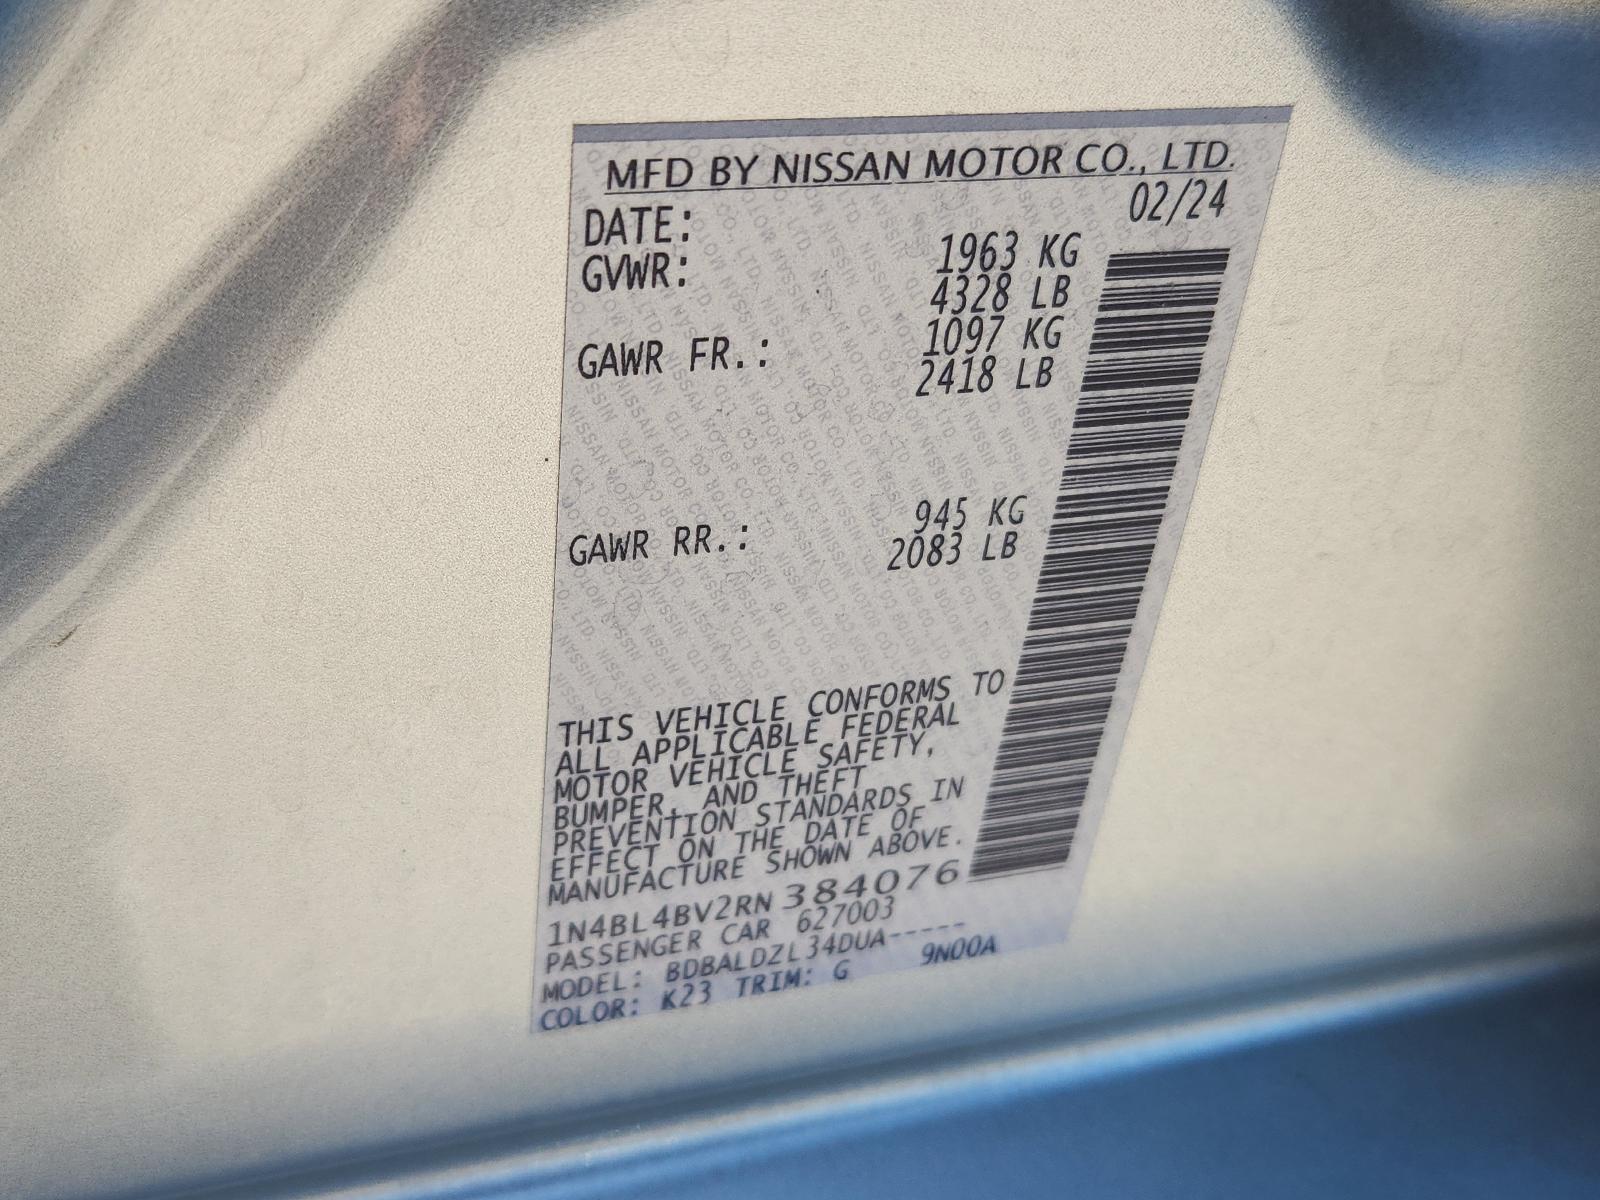 MFD BY NISSAN MOTOR CO., LTD.
DATE: 02/24
GVWR: 1963 KG
4328 LB
GAWR FR.: 1097 KG
2418 LB
GAWR RR.: 945 KG
2083 LB
THIS VEHICLE CONFORMS TO
ALL APPLICABLE FEDERAL
MOTOR VEHICLE SAFETY,
BUMPER, AND THEFT
PREVENTION STANDARDS IN
EFFECT ON THE DATE OF
MANUFACTURE SHOWN ABOVE.
1N4BL4BV2RN384076
PASSENGER CAR 627003
MODEL: BDBALDZL34DUA-----
COLOR: K23 TRIM: G 9N00A